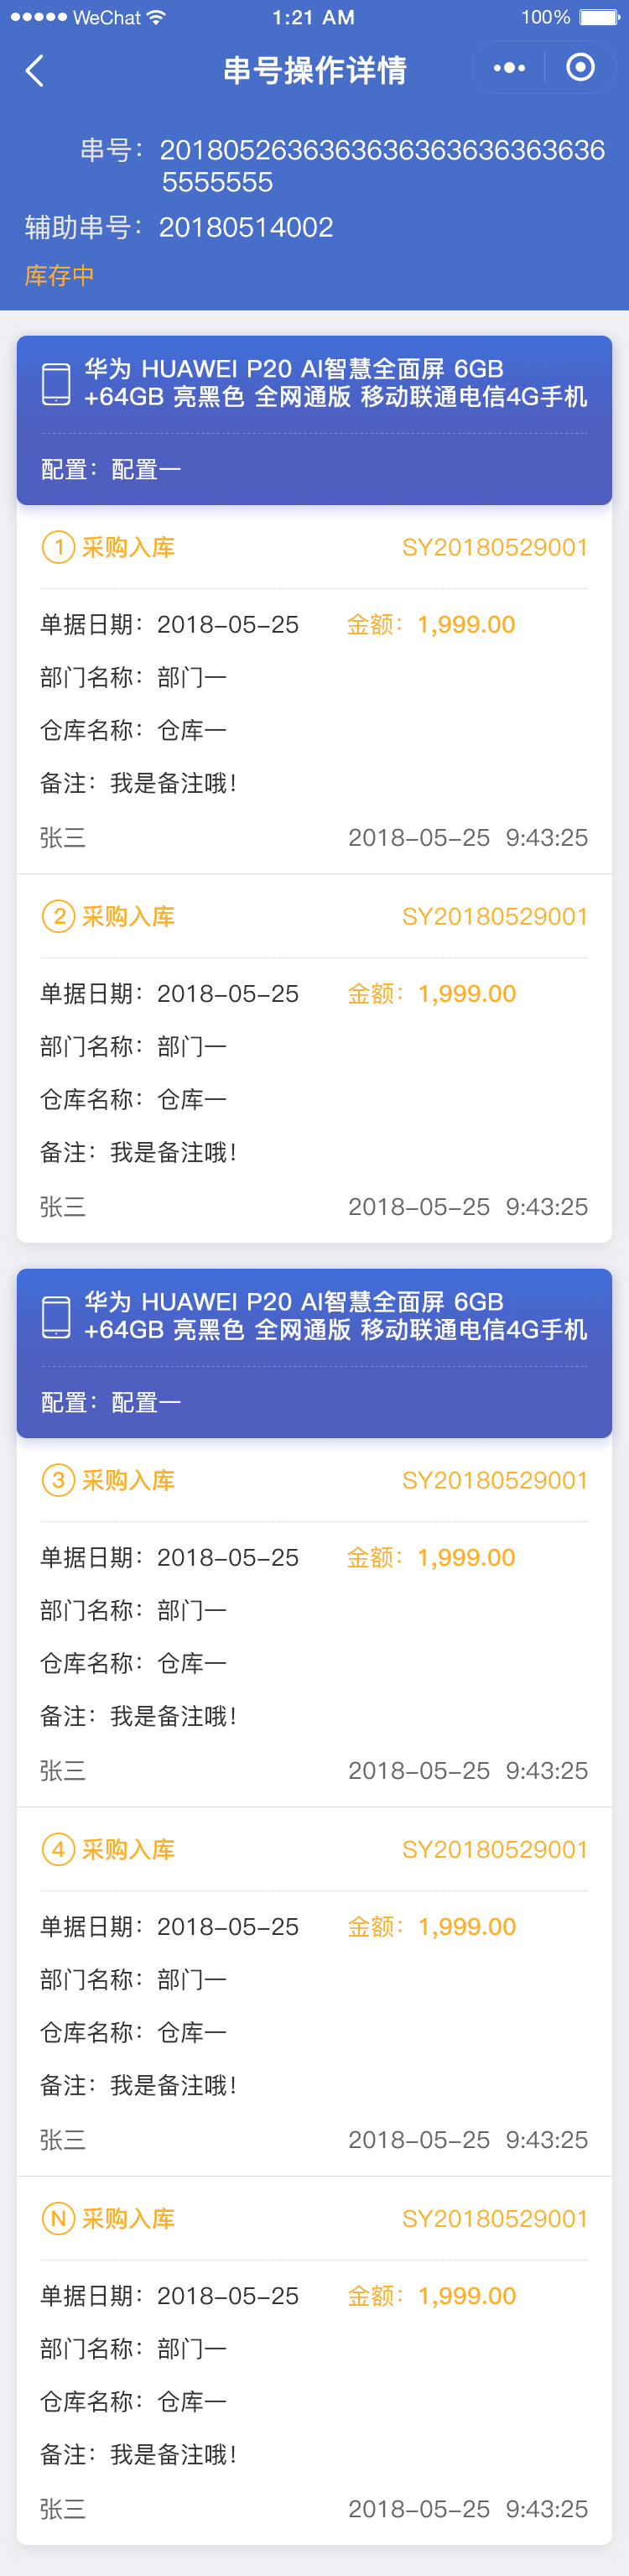 WeChat 1:21 AM 100%
串号操作详情
串号：20180526363636363636363636
5555555
辅助串号：20180514002
库存中
华为 HUAWEI P20 AI智慧全面屏 6GB
+64GB 亮黑色 全网通版 移动联通电信4G手机
配置：配置一
1 采购入库 SY20180529001
单据日期：2018-05-25 金额：1,999.00
部门名称：部门一
仓库名称：仓库一
备注：我是备注哦！
张三 2018-05-25 9:43:25
2 采购入库 SY20180529001
单据日期：2018-05-25 金额：1,999.00
部门名称：部门一
仓库名称：仓库一
备注：我是备注哦！
张三 2018-05-25 9:43:25
华为 HUAWEI P20 AI智慧全面屏 6GB
+64GB 亮黑色 全网通版 移动联通电信4G手机
配置：配置一
3 采购入库 SY20180529001
单据日期：2018-05-25 金额：1,999.00
部门名称：部门一
仓库名称：仓库一
备注：我是备注哦！
张三 2018-05-25 9:43:25
4 采购入库 SY20180529001
单据日期：2018-05-25 金额：1,999.00
部门名称：部门一
仓库名称：仓库一
备注：我是备注哦！
张三 2018-05-25 9:43:25
N 采购入库 SY20180529001
单据日期：2018-05-25 金额：1,999.00
部门名称：部门一
仓库名称：仓库一
备注：我是备注哦！
张三 2018-05-25 9:43:25